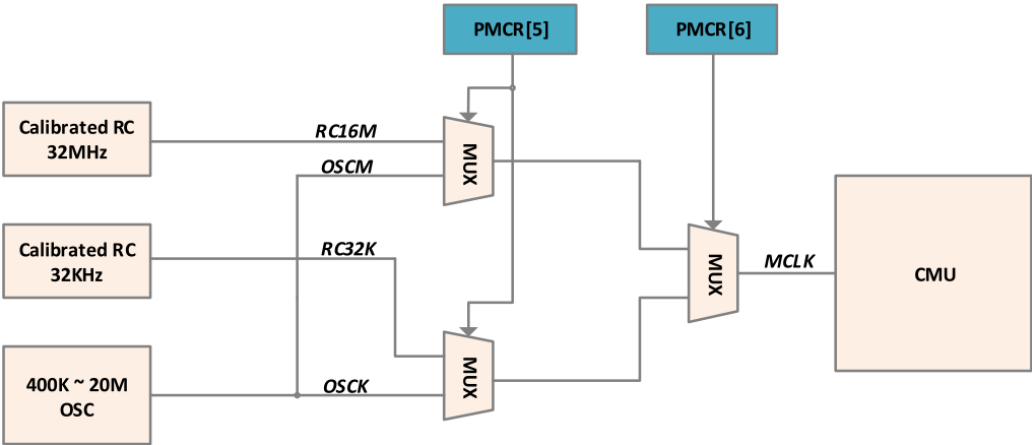 PMCR[5]
PMCR[6]
Calibrated RC
32MHz
RC16M
MUX
OSCM
Calibrated RC
32KHz
RC32K
MUX
MCLK
CMU
400K ~ 20M
OSC
OSCK
MUX